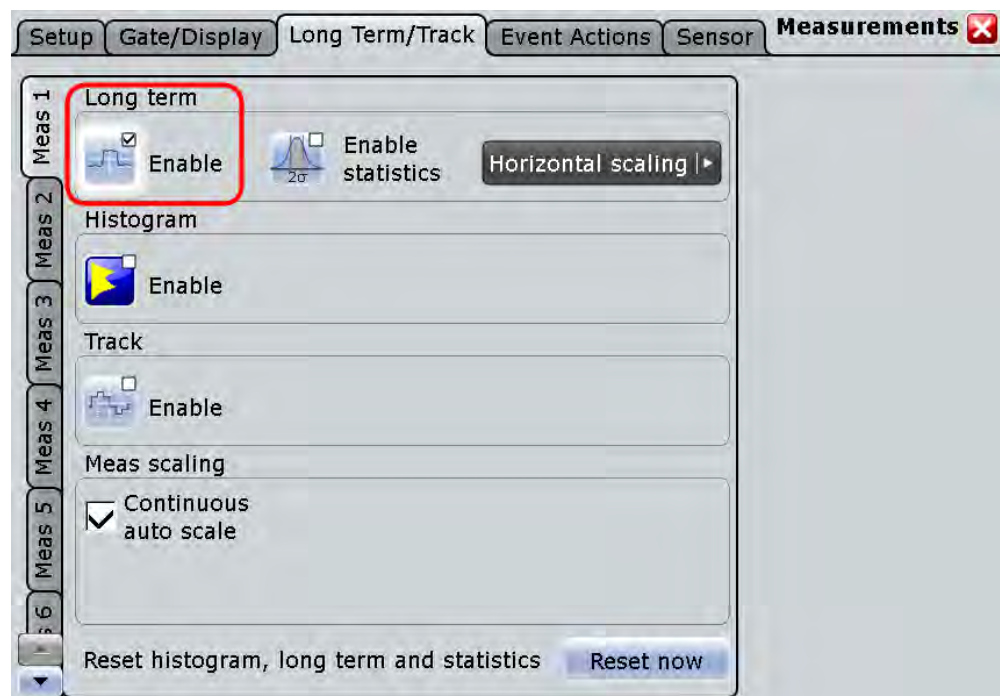 Setup Gate/Display Long Term/Track Event Actions Sensor Measurements
Meas 1
Meas 2
Meas 3
Meas 4
Meas 5
6
Long term
Enable
2σ
Enable
statistics
Horizontal scaling
Histogram
Enable
Track
Enable
Meas scaling
Continuous
auto scale
Reset histogram, long term and statistics Reset now